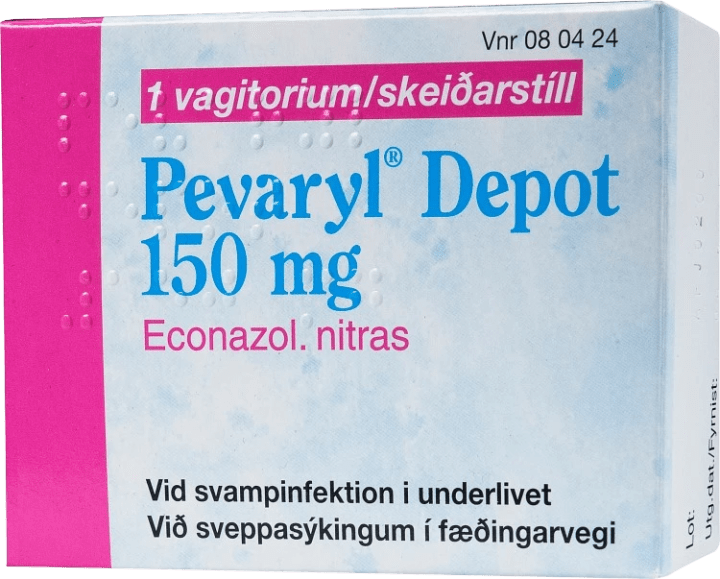 Vnr 08 04 24
1 vagitorium/skeiðarstíll
Pevaryl® Depot
150 mg
Econazol. nitras
Vid svampinfektion i underlivet
Við sveppasýkingum í fæðingarvegi
Lot:
Utg.dat./Fyrnist: